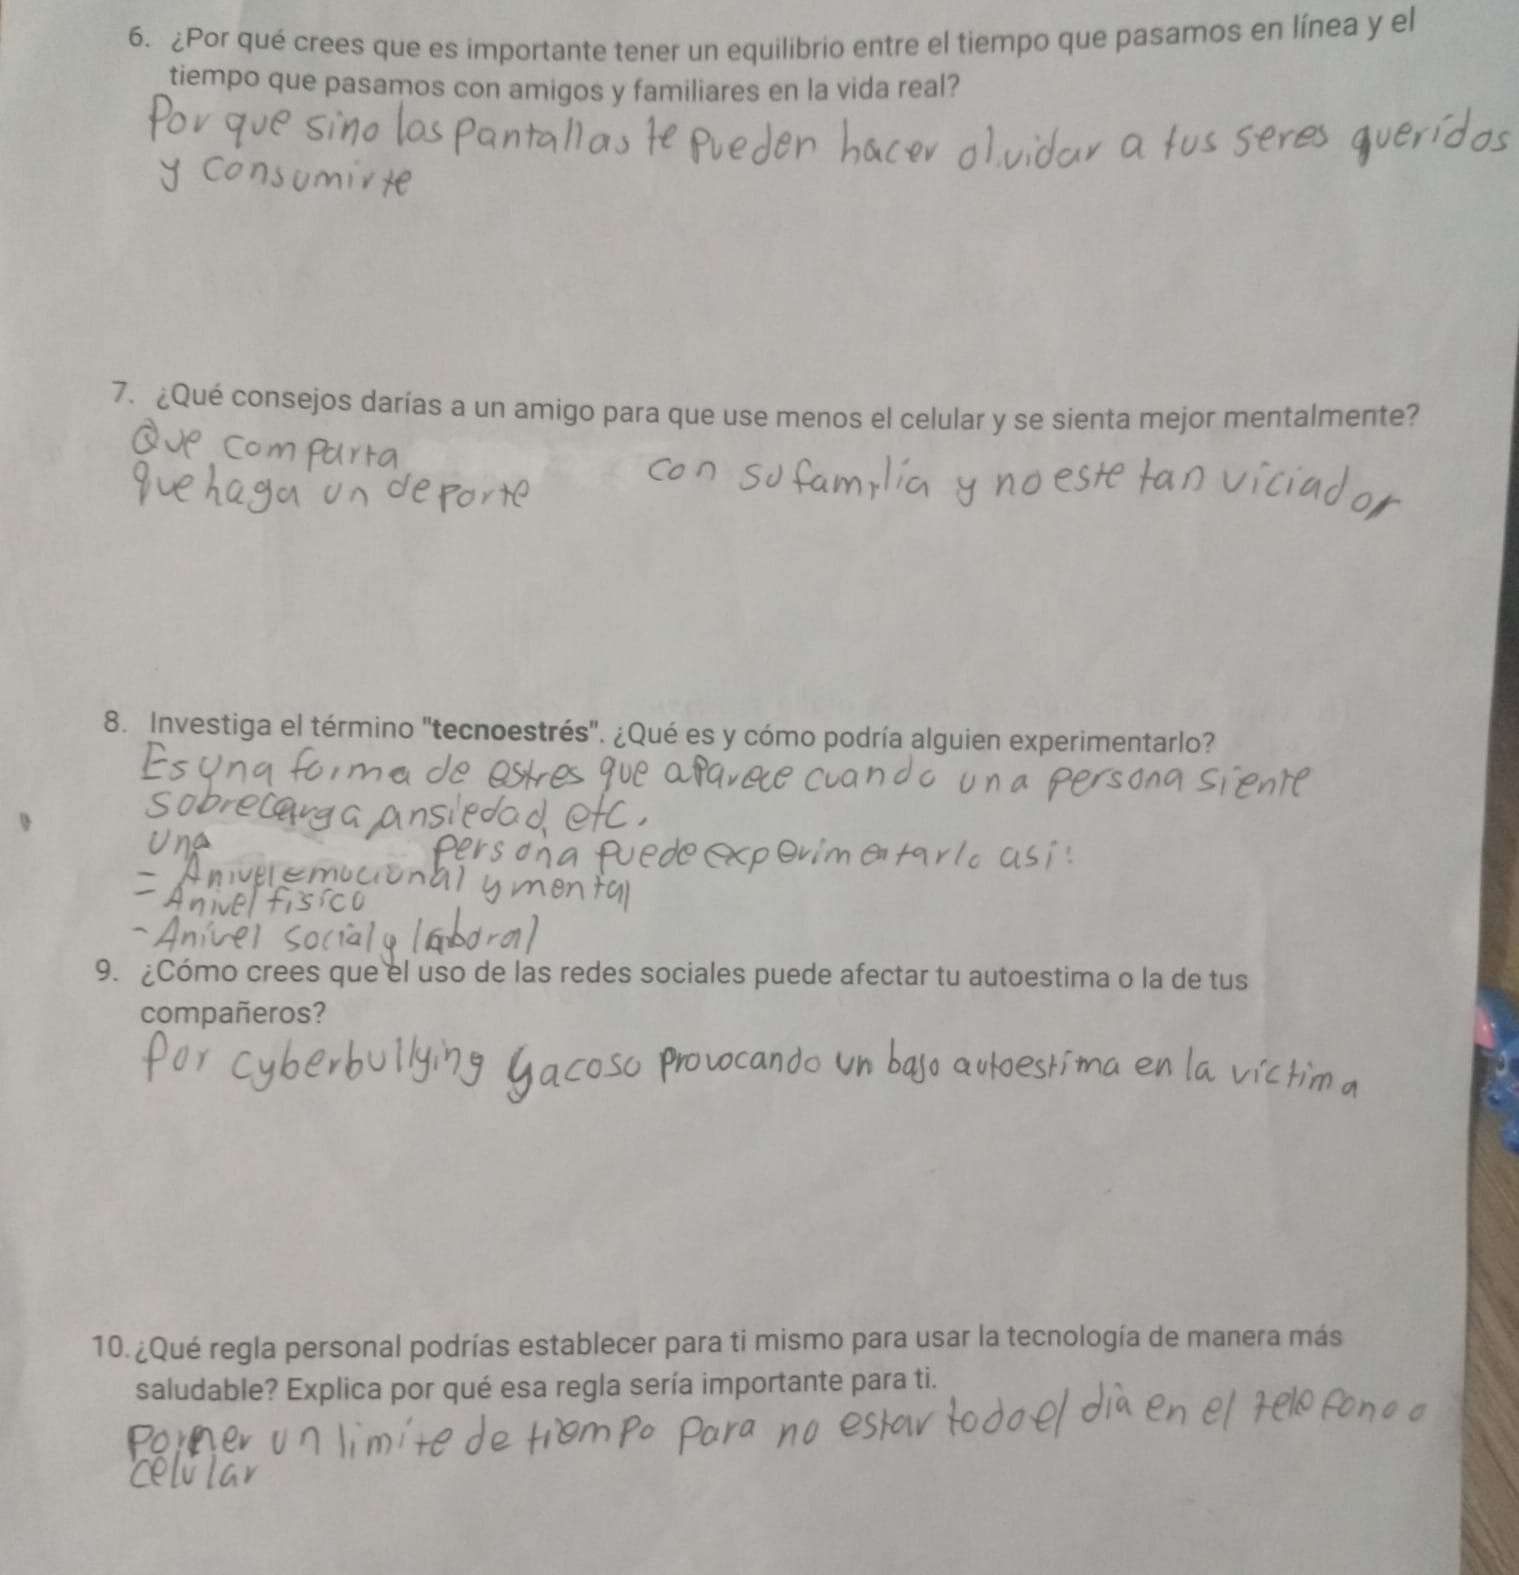 6. ¿Por qué crees que es importante tener un equilibrio entre el tiempo que pasamos en línea y el
tiempo que pasamos con amigos y familiares en la vida real?
Por que sino las pantallas te pueden hacer olvidar a tus seres queridos
y consumirte
7. ¿Qué consejos darías a un amigo para que use menos el celular y se sienta mejor mentalmente?
Que comparta con su familia y no este tan viciador
que haga un deporte
8. Investiga el término "tecnoestrés". ¿Qué es y cómo podría alguien experimentarlo?
Es una forma de estres que aparece cuando una persona siente
sobrecarga, ansiedad, etc.
una persona puede experimentarlo asi:
- A nivel emocional y mental
- A nivel fisico
- A nivel social y laboral
9. ¿Cómo crees que el uso de las redes sociales puede afectar tu autoestima o la de tus
compañeros?
Por cyberbullying y acoso provocando un bajo autoestima en la victima
10. ¿Qué regla personal podrías establecer para ti mismo para usar la tecnología de manera más
saludable? Explica por qué esa regla sería importante para ti.
Poner un limite de tiempo para no estar todo el dia en el telefono o
celular